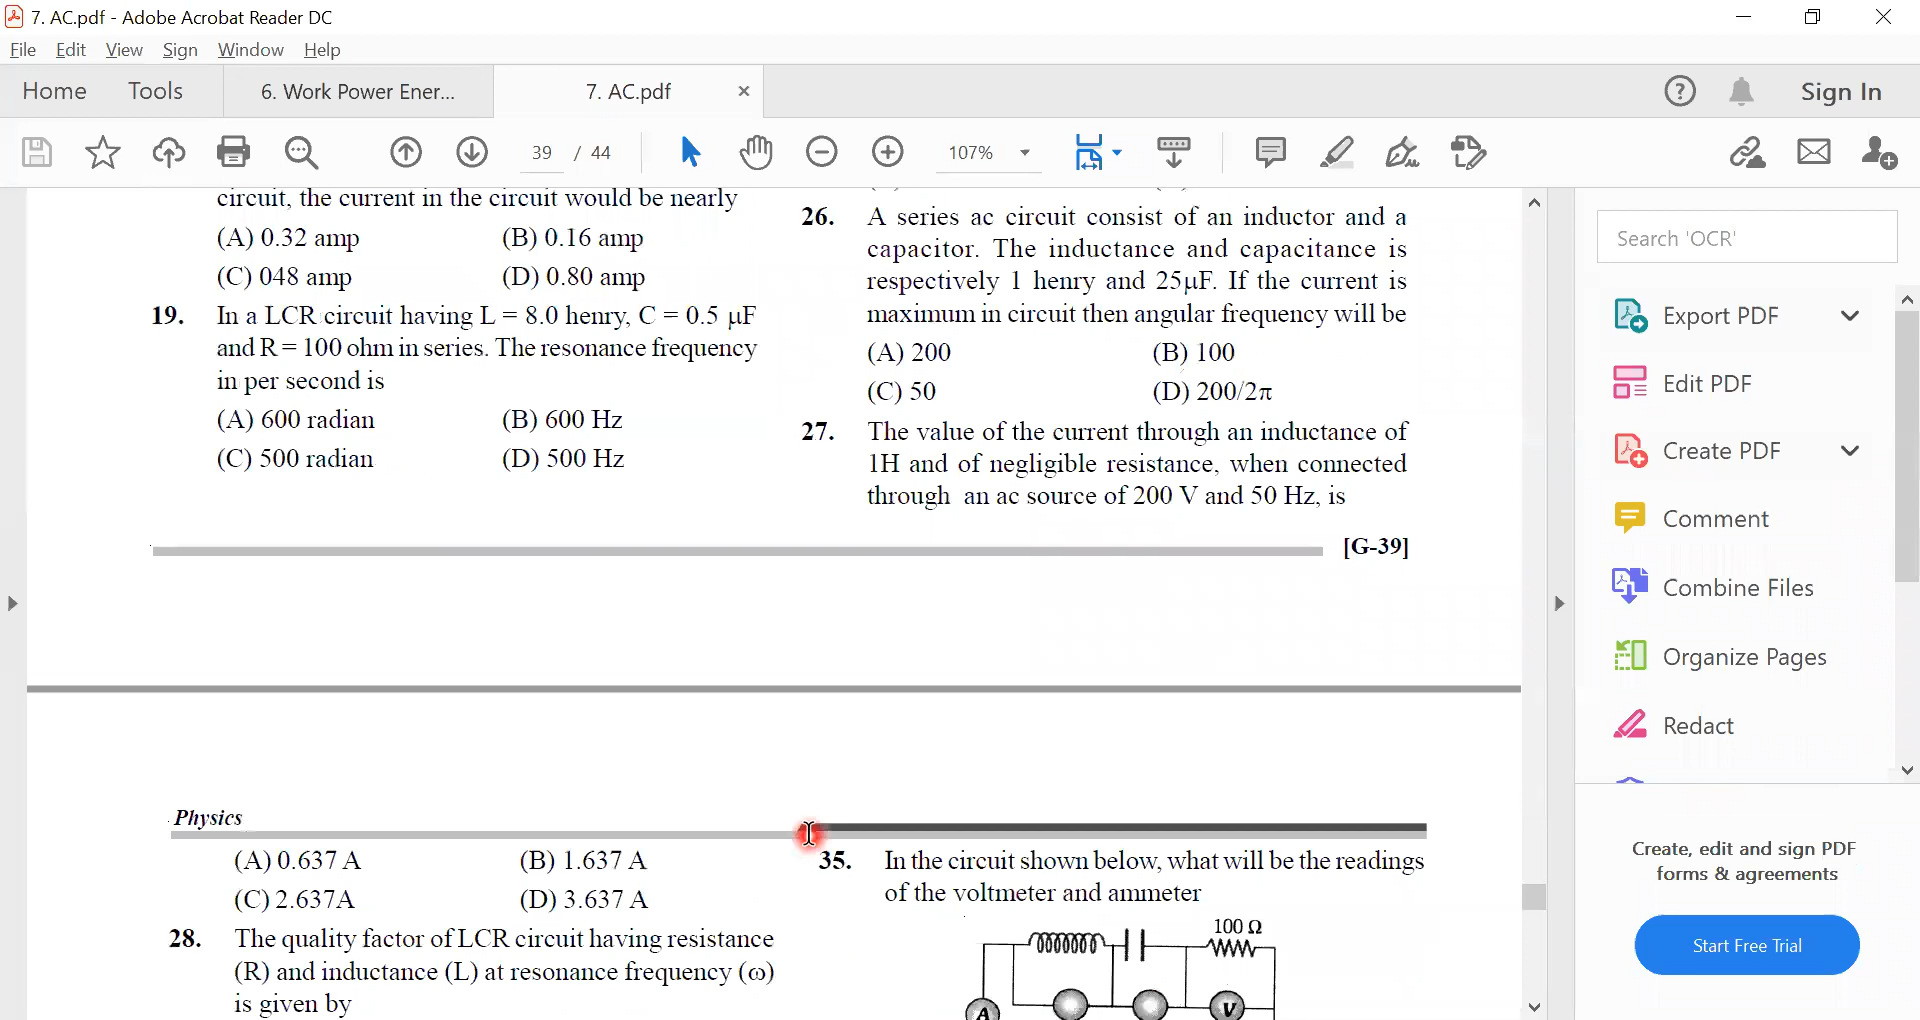 7. AC.pdf - Adobe Acrobat Reader DC
File Edit View Sign Window Help
Home Tools 6. Work Power Ener... 7. AC.pdf × Sign In
39 / 44 107%
circuit, the current in the circuit would be nearly
(A) 0.32 amp (B) 0.16 amp
(C) 048 amp (D) 0.80 amp
19. In a LCR circuit having L = 8.0 henry, C = 0.5 μF
and R = 100 ohm in series. The resonance frequency
in per second is
(A) 600 radian (B) 600 Hz
(C) 500 radian (D) 500 Hz
26. A series ac circuit consist of an inductor and a
capacitor. The inductance and capacitance is
respectively 1 henry and 25μF. If the current is
maximum in circuit then angular frequency will be
(A) 200 (B) 100
(C) 50 (D) 200/2π
27. The value of the current through an inductance of
1H and of negligible resistance, when connected
through an ac source of 200 V and 50 Hz, is
[G-39]
Physics
(A) 0.637 A (B) 1.637 A
(C) 2.637A (D) 3.637 A
28. The quality factor of LCR circuit having resistance
(R) and inductance (L) at resonance frequency (ω)
is given by
35. In the circuit shown below, what will be the readings
of the voltmeter and ammeter
100 Ω
A V
Search 'OCR'
Export PDF
Edit PDF
Create PDF
Comment
Combine Files
Organize Pages
Redact
Create, edit and sign PDF
forms & agreements
Start Free Trial